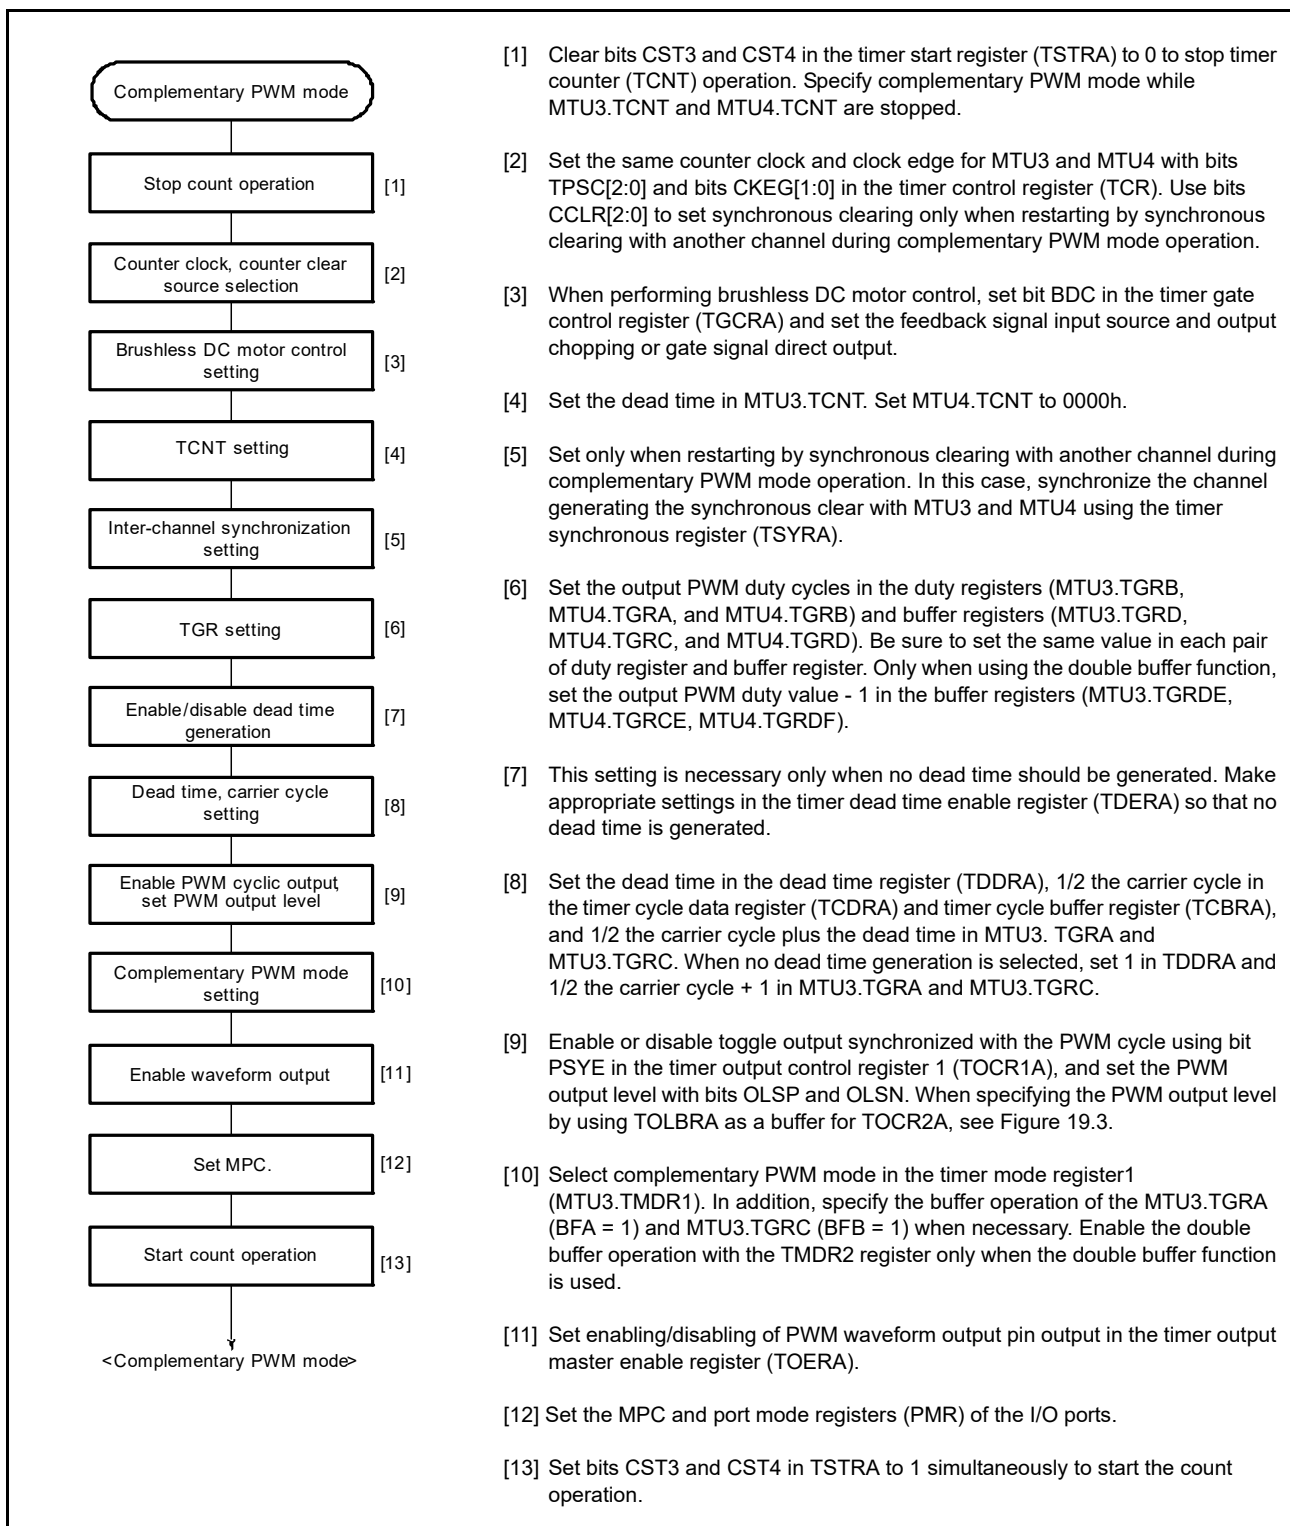 Complementary PWM mode
Stop count operation
[1]
Counter clock, counter clear
source selection
[2]
Brushless DC motor control
setting
[3]
TCNT setting
[4]
Inter-channel synchronization
setting
[5]
TGR setting
[6]
Enable/disable dead time
generation
[7]
Dead time, carrier cycle
setting
[8]
Enable PWM cyclic output,
set PWM output level
[9]
Complementary PWM mode
setting
[10]
Enable waveform output
[11]
Set MPC.
[12]
Start count operation
[13]
<Complementary PWM mode>
[1] Clear bits CST3 and CST4 in the timer start register (TSTRA) to 0 to stop timer
counter (TCNT) operation. Specify complementary PWM mode while
MTU3.TCNT and MTU4.TCNT are stopped.
[2] Set the same counter clock and clock edge for MTU3 and MTU4 with bits
TPSC[2:0] and bits CKEG[1:0] in the timer control register (TCR). Use bits
CCLR[2:0] to set synchronous clearing only when restarting by synchronous
clearing with another channel during complementary PWM mode operation.
[3] When performing brushless DC motor control, set bit BDC in the timer gate
control register (TGCRA) and set the feedback signal input source and output
chopping or gate signal direct output.
[4] Set the dead time in MTU3.TCNT. Set MTU4.TCNT to 0000h.
[5] Set only when restarting by synchronous clearing with another channel during
complementary PWM mode operation. In this case, synchronize the channel
generating the synchronous clear with MTU3 and MTU4 using the timer
synchronous register (TSYRA).
[6] Set the output PWM duty cycles in the duty registers (MTU3.TGRB,
MTU4.TGRA, and MTU4.TGRB) and buffer registers (MTU3.TGRD,
MTU4.TGRC, and MTU4.TGRD). Be sure to set the same value in each pair
of duty register and buffer register. Only when using the double buffer function,
set the output PWM duty value - 1 in the buffer registers (MTU3.TGRDE,
MTU4.TGRCE, MTU4.TGRDF).
[7] This setting is necessary only when no dead time should be generated. Make
appropriate settings in the timer dead time enable register (TDERA) so that no
dead time is generated.
[8] Set the dead time in the dead time register (TDDRA), 1/2 the carrier cycle in
the timer cycle data register (TCDRA) and timer cycle buffer register (TCBRA),
and 1/2 the carrier cycle plus the dead time in MTU3. TGRA and
MTU3.TGRC. When no dead time generation is selected, set 1 in TDDRA and
1/2 the carrier cycle + 1 in MTU3.TGRA and MTU3.TGRC.
[9] Enable or disable toggle output synchronized with the PWM cycle using bit
PSYE in the timer output control register 1 (TOCR1A), and set the PWM
output level with bits OLSP and OLSN. When specifying the PWM output level
by using TOLBRA as a buffer for TOCR2A, see Figure 19.3.
[10] Select complementary PWM mode in the timer mode register1
(MTU3.TMDR1). In addition, specify the buffer operation of the MTU3.TGRA
(BFA = 1) and MTU3.TGRC (BFB = 1) when necessary. Enable the double
buffer operation with the TMDR2 register only when the double buffer function
is used.
[11] Set enabling/disabling of PWM waveform output pin output in the timer output
master enable register (TOERA).
[12] Set the MPC and port mode registers (PMR) of the I/O ports.
[13] Set bits CST3 and CST4 in TSTRA to 1 simultaneously to start the count
operation.